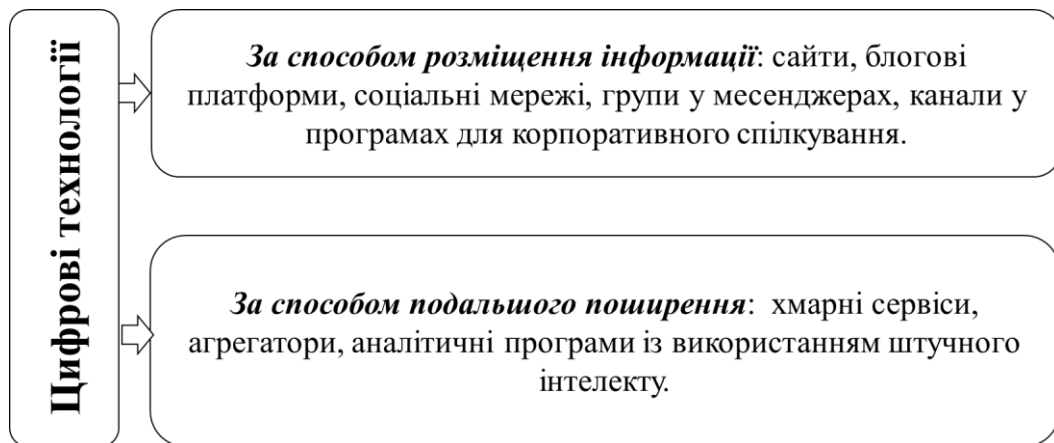 Цифрові технології
За способом розміщення інформації: сайти, блогові
платформи, соціальні мережі, групи у месенджерах, канали у
програмах для корпоративного спілкування.
За способом подальшого поширення: хмарні сервіси,
агрегатори, аналітичні програми із використанням штучного
інтелекту.